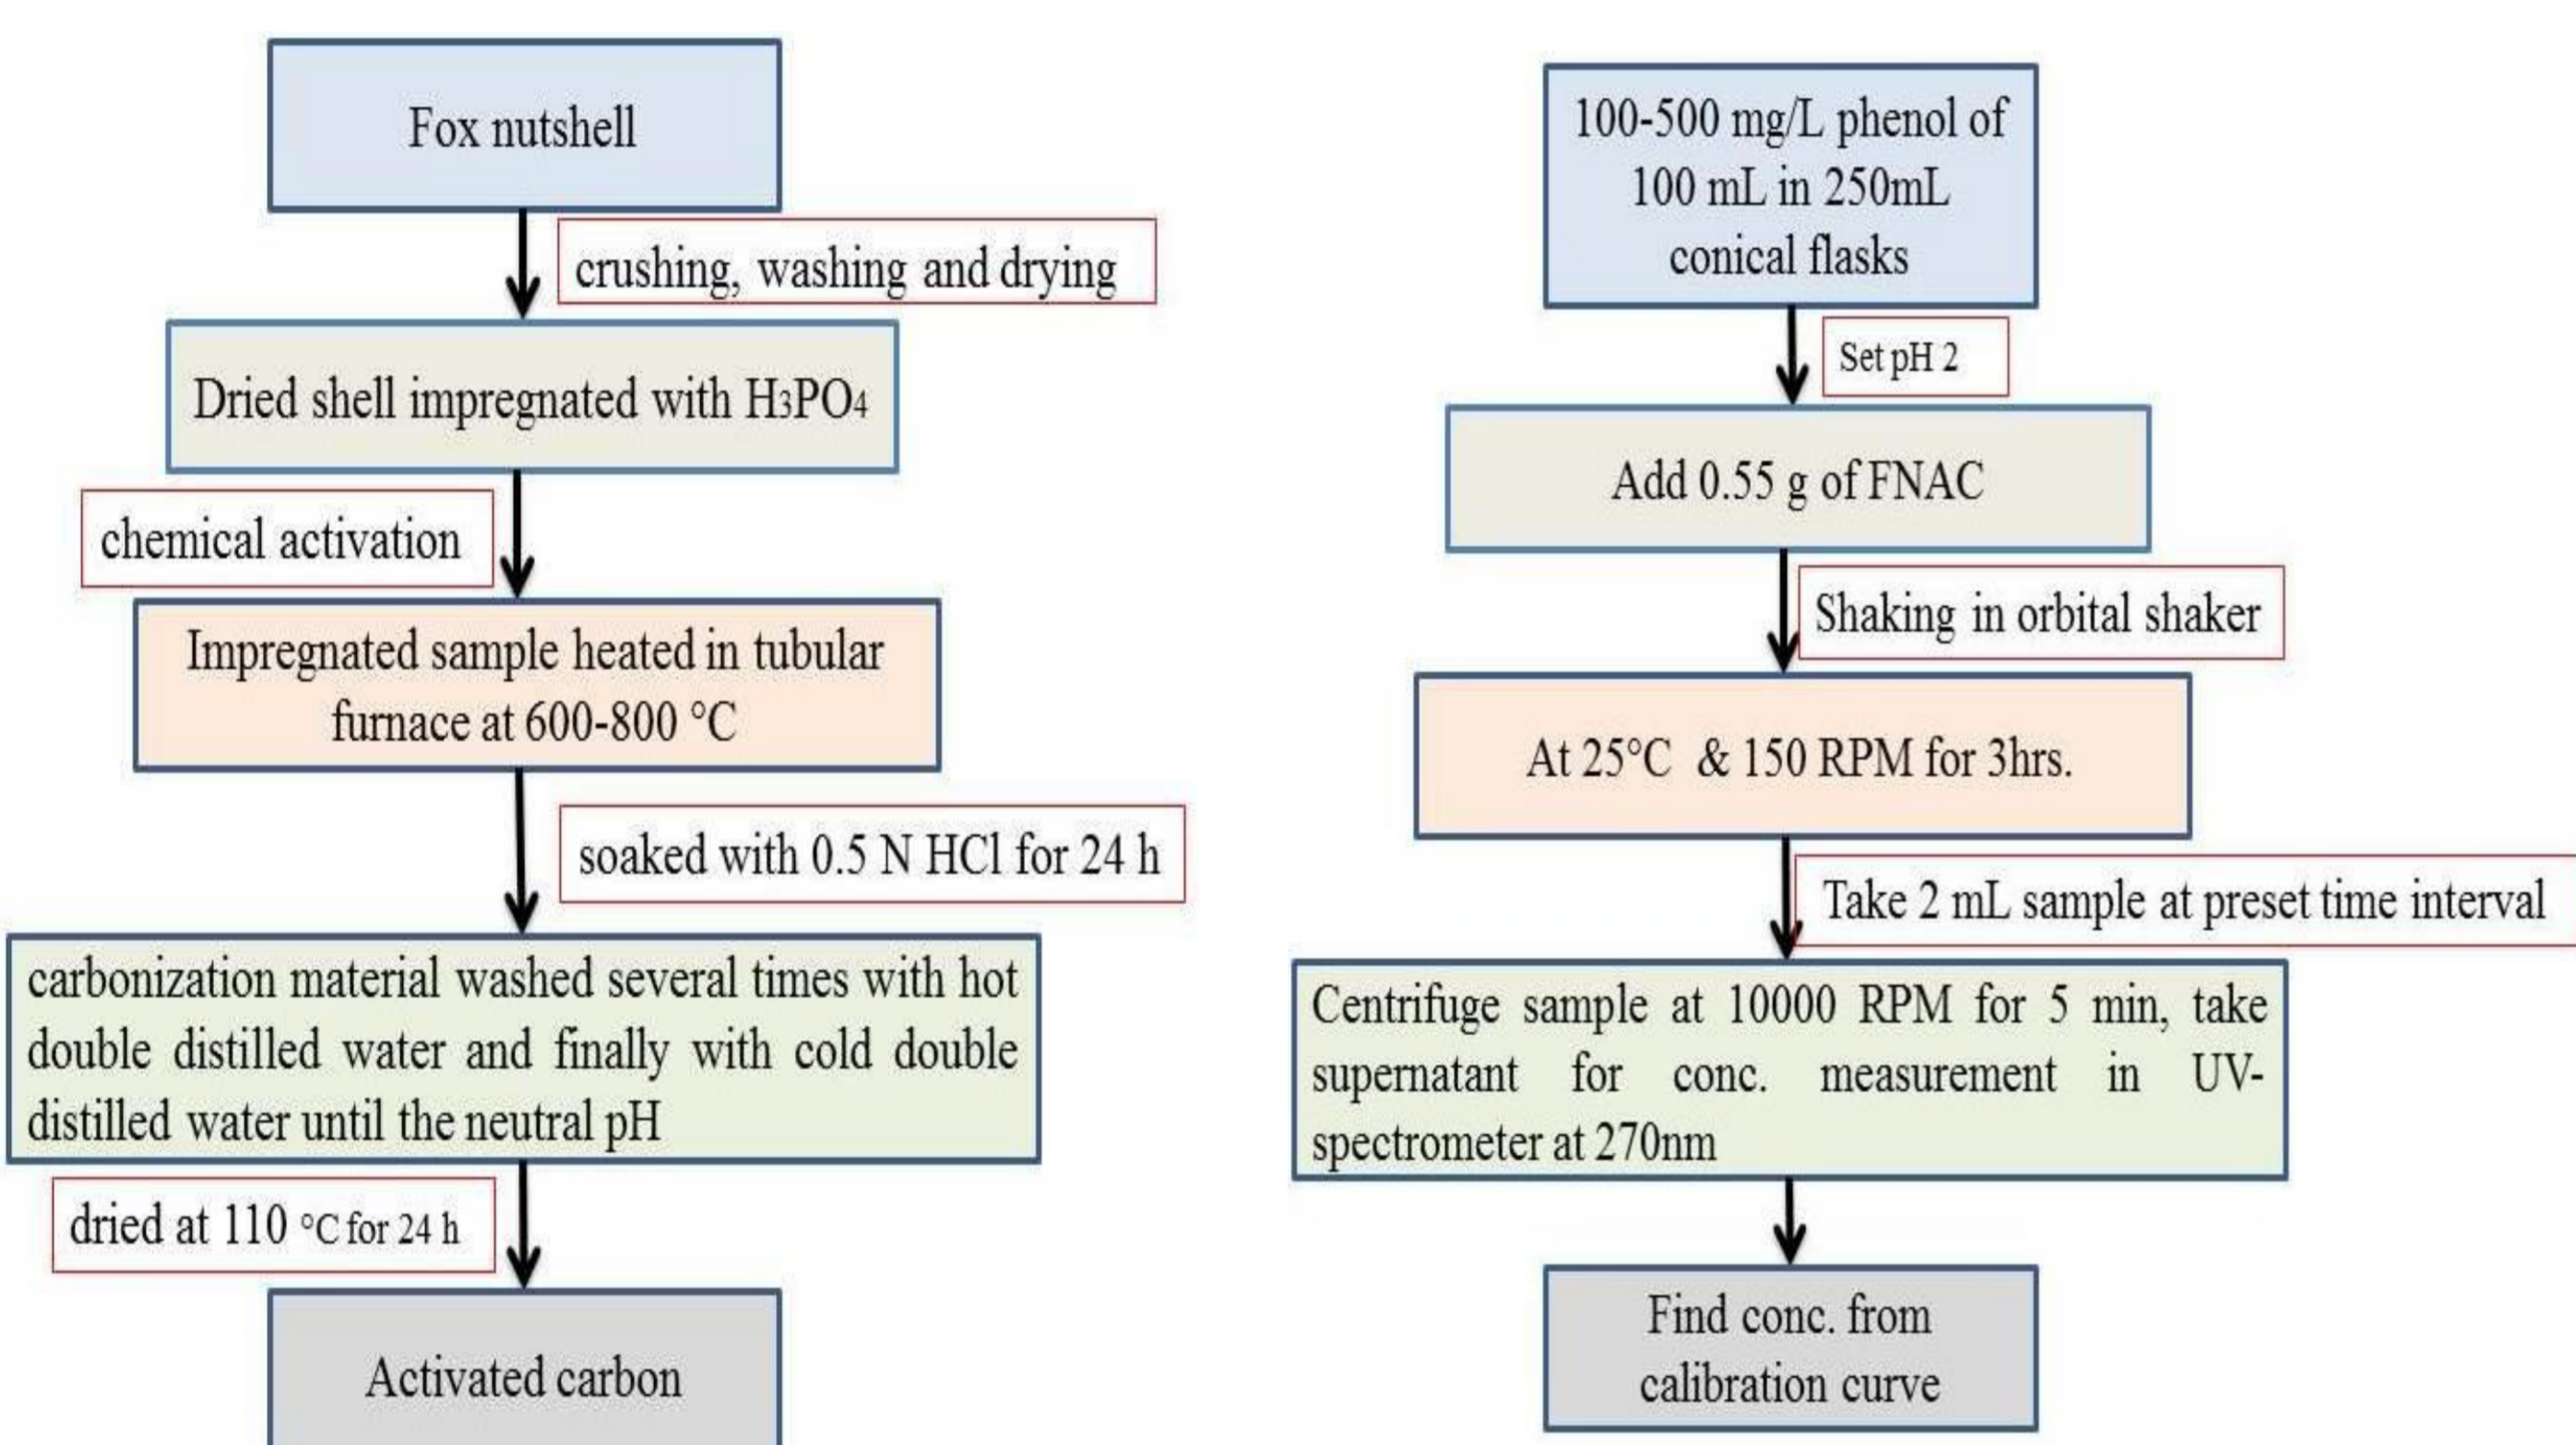 Fox nutshell
crushing, washing and drying
Dried shell impregnated with H₃PO₄
chemical activation
Impregnated sample heated in tubular
furnace at 600-800 °C
soaked with 0.5 N HCl for 24 h
carbonization material washed several times with hot
double distilled water and finally with cold double
distilled water until the neutral pH
dried at 110 °C for 24 h
Activated carbon
100-500 mg/L phenol of
100 mL in 250mL
conical flasks
Set pH 2
Add 0.55 g of FNAC
Shaking in orbital shaker
At 25°C & 150 RPM for 3hrs.
Take 2 mL sample at preset time interval
Centrifuge sample at 10000 RPM for 5 min, take
supernatant for conc. measurement in UV-
spectrometer at 270nm
Find conc. from
calibration curve